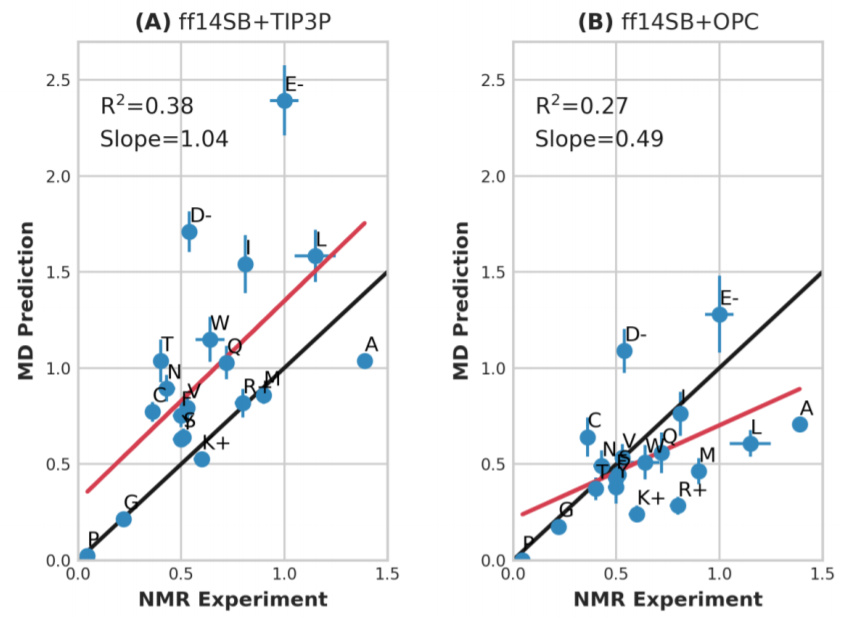 (A) ff14SB+TIP3P
R²=0.38
Slope=1.04
E-
D-
I
L
W
T
Q
A
N
C
V
F
R+
M
Y
S
K+
G
P
2.5
2.0
1.5
1.0
0.5
0.0
0.0 0.5 1.0 1.5
MD Prediction
NMR Experiment
(B) ff14SB+OPC
R²=0.27
Slope=0.49
E-
D-
I
A
C
L
V
Q
N
W
F
M
T
R+
K+
G
P
2.5
2.0
1.5
1.0
0.5
0.0
0.0 0.5 1.0 1.5
MD Prediction
NMR Experiment